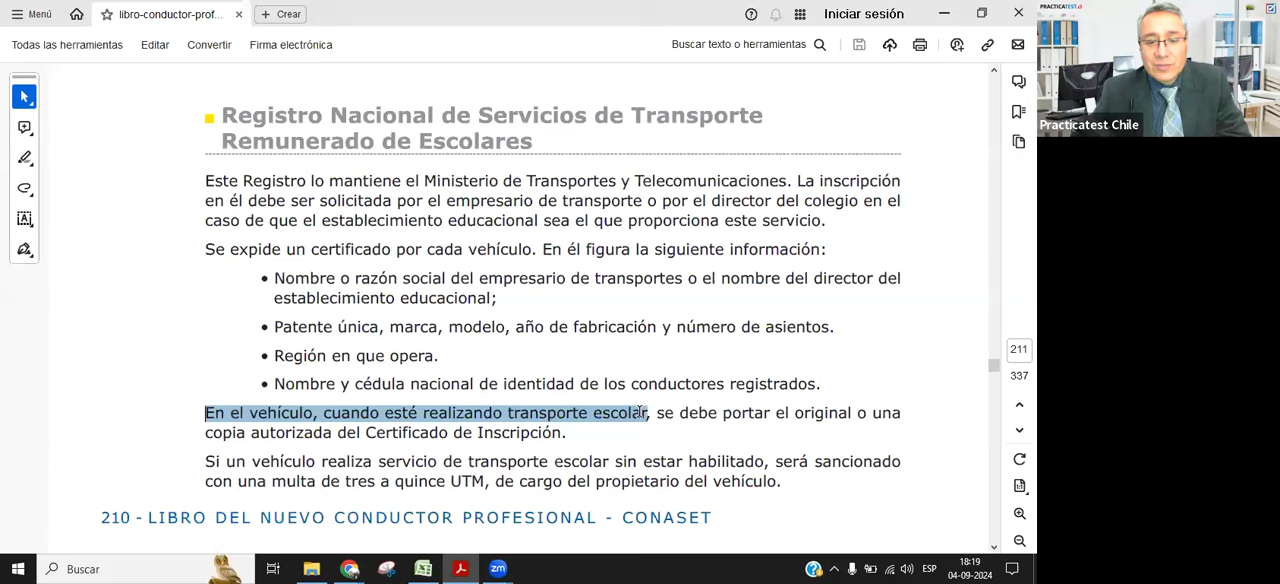 Menú
libro-conductor-prof...
Crear
Iniciar sesión
Todas las herramientas
Editar
Convertir
Firma electrónica
Buscar texto o herramientas
PRACTICATEST.cl
Practicatest Chile
Registro Nacional de Servicios de Transporte
Remunerado de Escolares
Este Registro lo mantiene el Ministerio de Transportes y Telecomunicaciones. La inscripción
en él debe ser solicitada por el empresario de transporte o por el director del colegio en el
caso de que el establecimiento educacional sea el que proporciona este servicio.
Se expide un certificado por cada vehículo. En él figura la siguiente información:
• Nombre o razón social del empresario de transportes o el nombre del director del
establecimiento educacional;
• Patente única, marca, modelo, año de fabricación y número de asientos.
• Región en que opera.
• Nombre y cédula nacional de identidad de los conductores registrados.
En el vehículo, cuando esté realizando transporte escolar, se debe portar el original o una
copia autorizada del Certificado de Inscripción.
Si un vehículo realiza servicio de transporte escolar sin estar habilitado, será sancionado
con una multa de tres a quince UTM, de cargo del propietario del vehículo.
210 - LIBRO DEL NUEVO CONDUCTOR PROFESIONAL - CONASET
211
337
Buscar
zm
ESP
18:19
04-09-2024